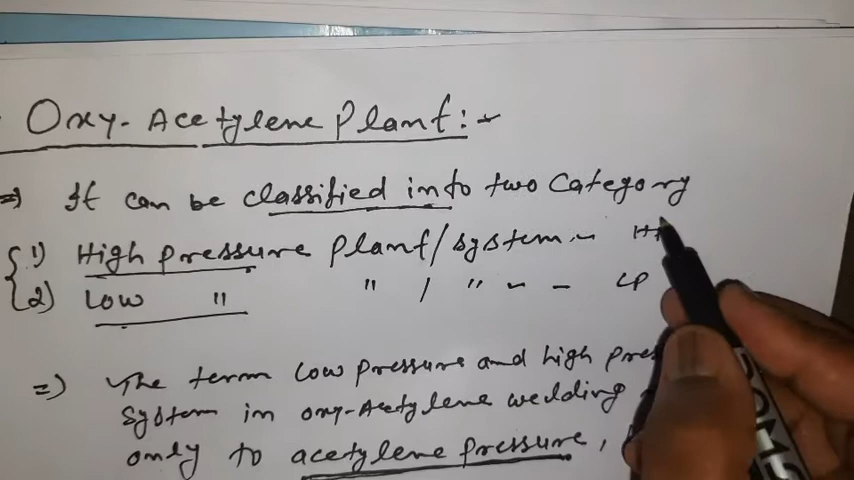 Oxy-Acetylene Plant:-
=> It can be classified into two Category
1) High pressure plant/system - HP
2) Low " " / " - - LP
=) The term low pressure and high pres
system in oxy-Acetylene welding
only to acetylene pressure,